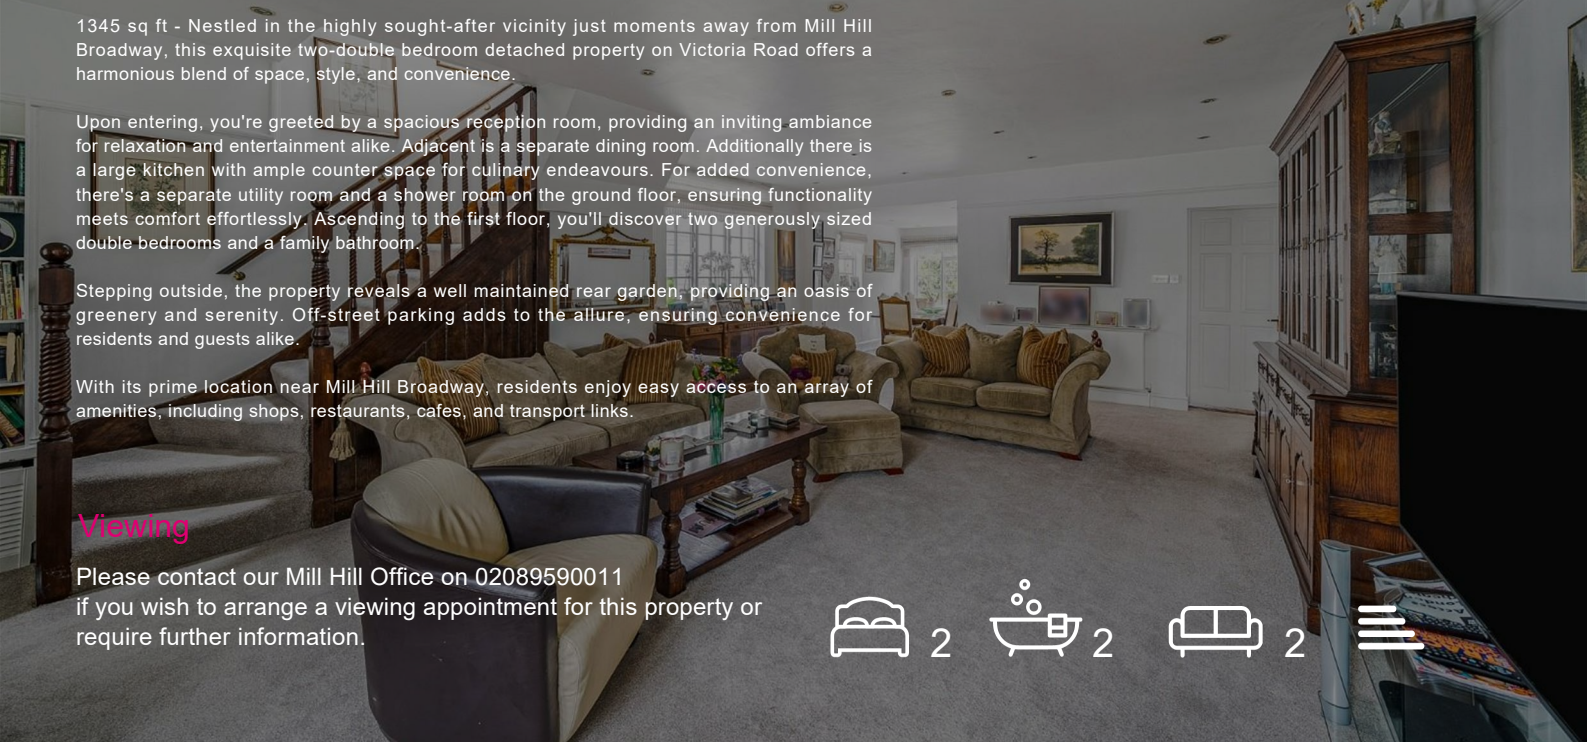 1345 sq ft - Nestled in the highly sought-after vicinity just moments away from Mill Hill
Broadway, this exquisite two-double bedroom detached property on Victoria Road offers a
harmonious blend of space, style, and convenience.
Upon entering, you're greeted by a spacious reception room, providing an inviting ambiance
for relaxation and entertainment alike. Adjacent is a separate dining room. Additionally there is
a large kitchen with ample counter space for culinary endeavours. For added convenience,
there's a separate utility room and a shower room on the ground floor, ensuring functionality
meets comfort effortlessly. Ascending to the first floor, you'll discover two generously sized
double bedrooms and a family bathroom.
Stepping outside, the property reveals a well maintained rear garden, providing an oasis of
greenery and serenity. Off-street parking adds to the allure, ensuring convenience for
residents and guests alike.
With its prime location near Mill Hill Broadway, residents enjoy easy access to an array of
amenities, including shops, restaurants, cafes, and transport links.
Viewing
Please contact our Mill Hill Office on 02089590011
if you wish to arrange a viewing appointment for this property or
require further information.
2 2 2